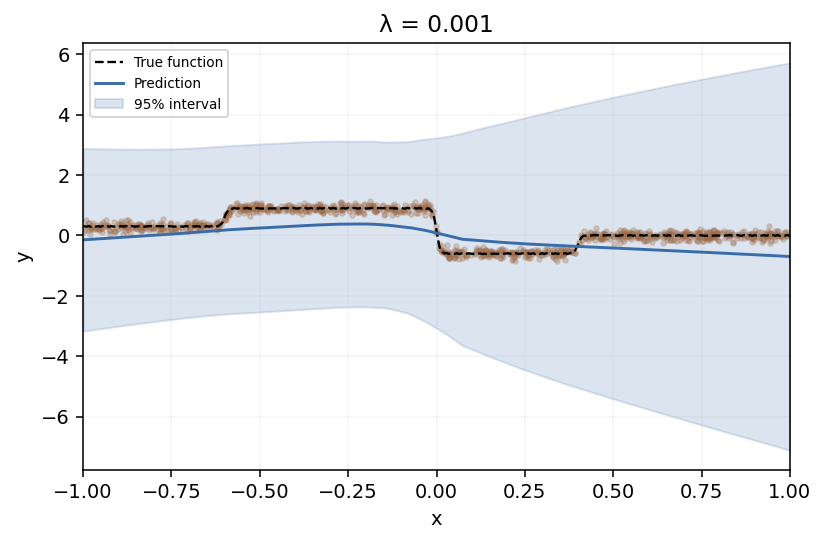 λ = 0.001
True function
Prediction
95% interval
6
4
2
0
−2
−4
−6
y
−1.00 −0.75 −0.50 −0.25 0.00 0.25 0.50 0.75 1.00
x